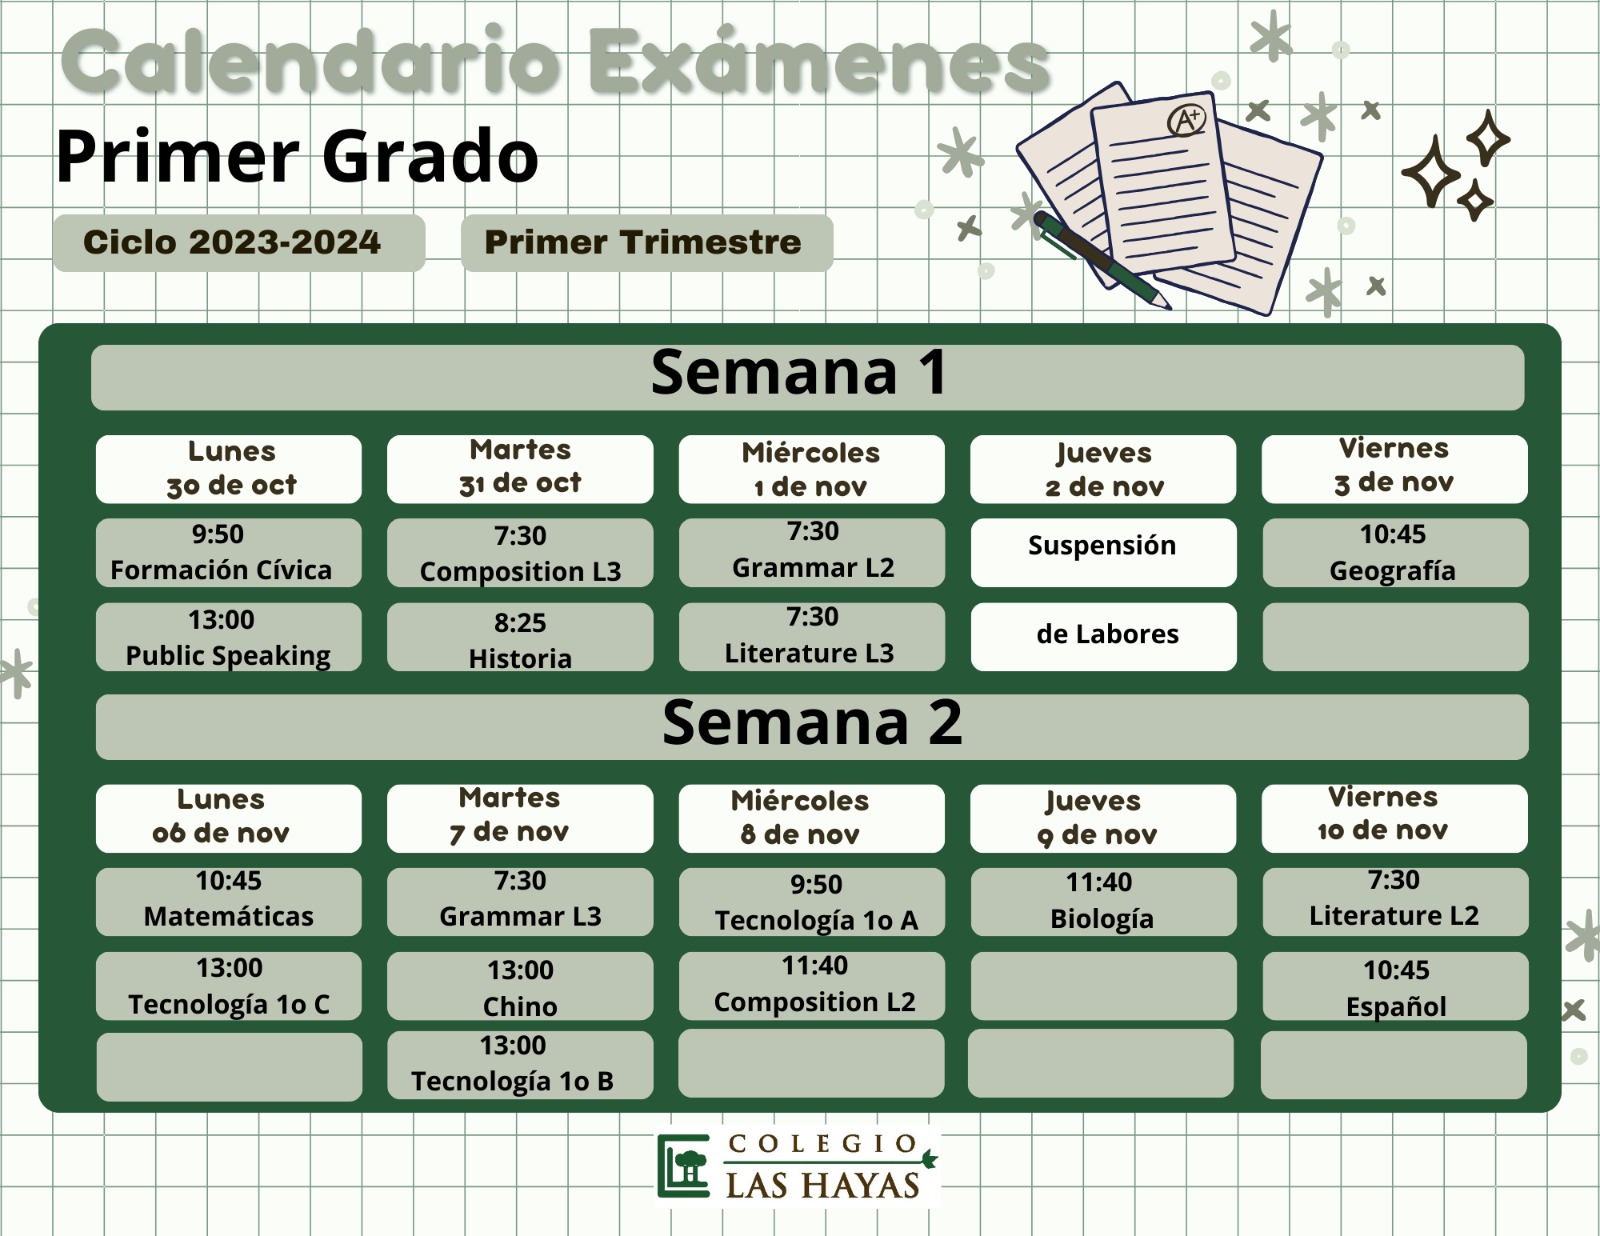 Calendario Exámenes
Primer Grado
Ciclo 2023-2024
Primer Trimestre
A+
Semana 1
Lunes
30 de oct
Martes
31 de oct
Miércoles
1 de nov
Jueves
2 de nov
Viernes
3 de nov
9:50
Formación Cívica
7:30
Composition L3
7:30
Grammar L2
Suspensión
10:45
Geografía
13:00
Public Speaking
8:25
Historia
7:30
Literature L3
de Labores
Semana 2
Lunes
06 de nov
Martes
7 de nov
Miércoles
8 de nov
Jueves
9 de nov
Viernes
10 de nov
10:45
Matemáticas
7:30
Grammar L3
9:50
Tecnología 1o A
11:40
Biología
7:30
Literature L2
13:00
Tecnología 1o C
13:00
Chino
11:40
Composition L2
10:45
Español
13:00
Tecnología 1o B
COLEGIO
LAS HAYAS